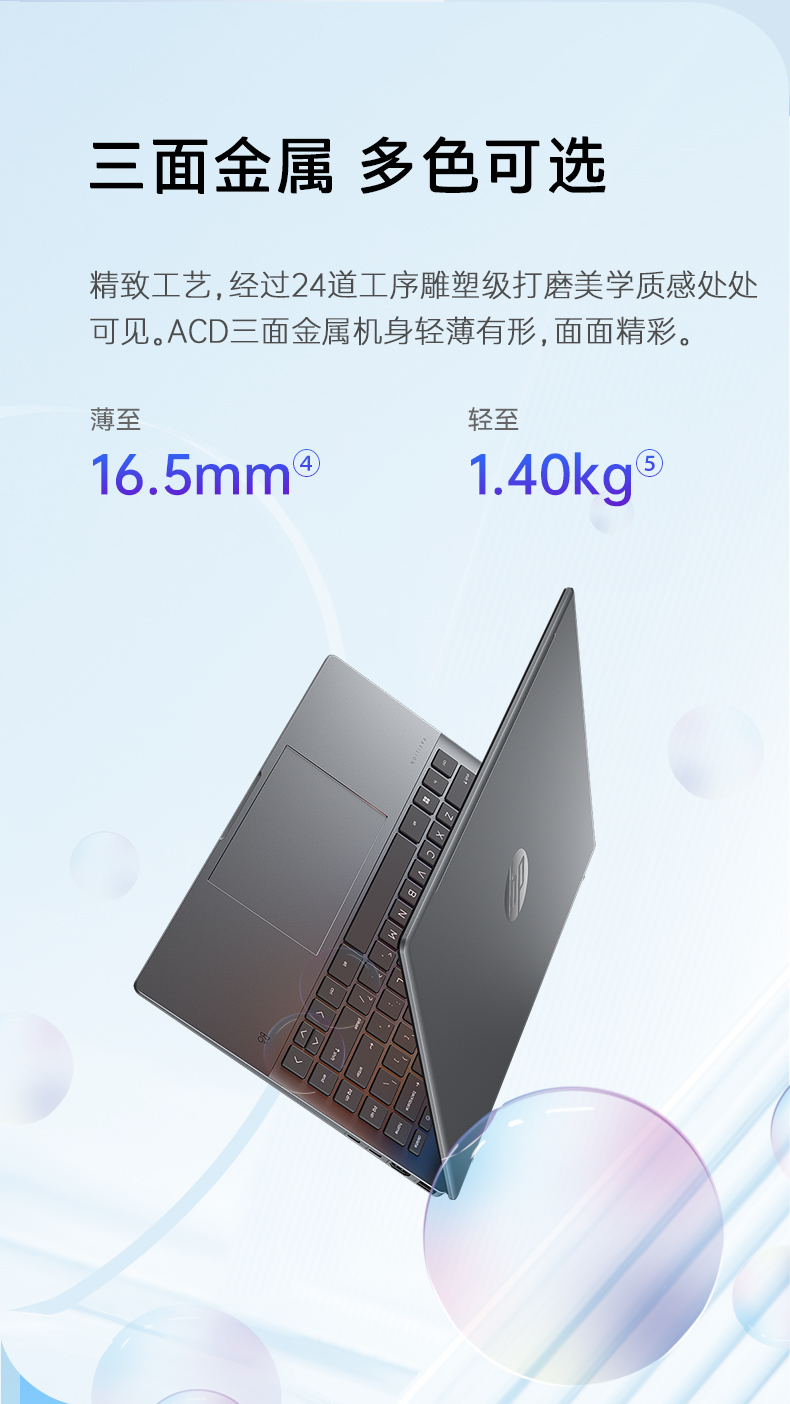 三面金属 多色可选
精致工艺,经过24道工序雕塑级打磨美学质感处处
可见。ACD三面金属机身轻薄有形,面面精彩。
薄至
轻至
16.5mm④
1.40kg⑤
PAVILION
hp
Z
X
C
V
B
N
M
L
B&O